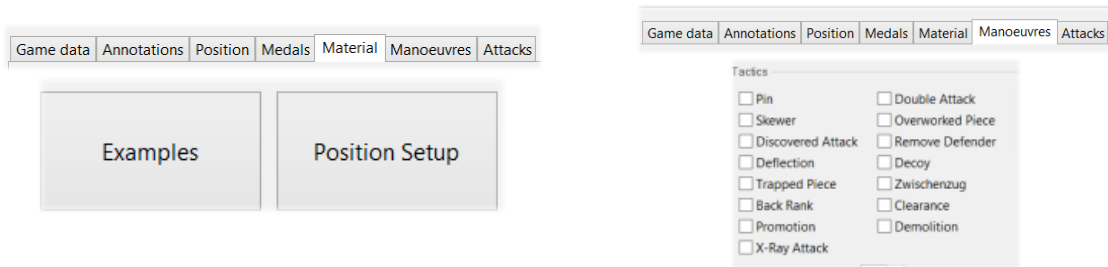 Game data Annotations Position Medals Material Manoeuvres Attacks
Examples Position Setup
Game data Annotations Position Medals Material Manoeuvres Attacks
Tactics
Pin Double Attack
Skewer Overworked Piece
Discovered Attack Remove Defender
Deflection Decoy
Trapped Piece Zwischenzug
Back Rank Clearance
Promotion Demolition
X-Ray Attack